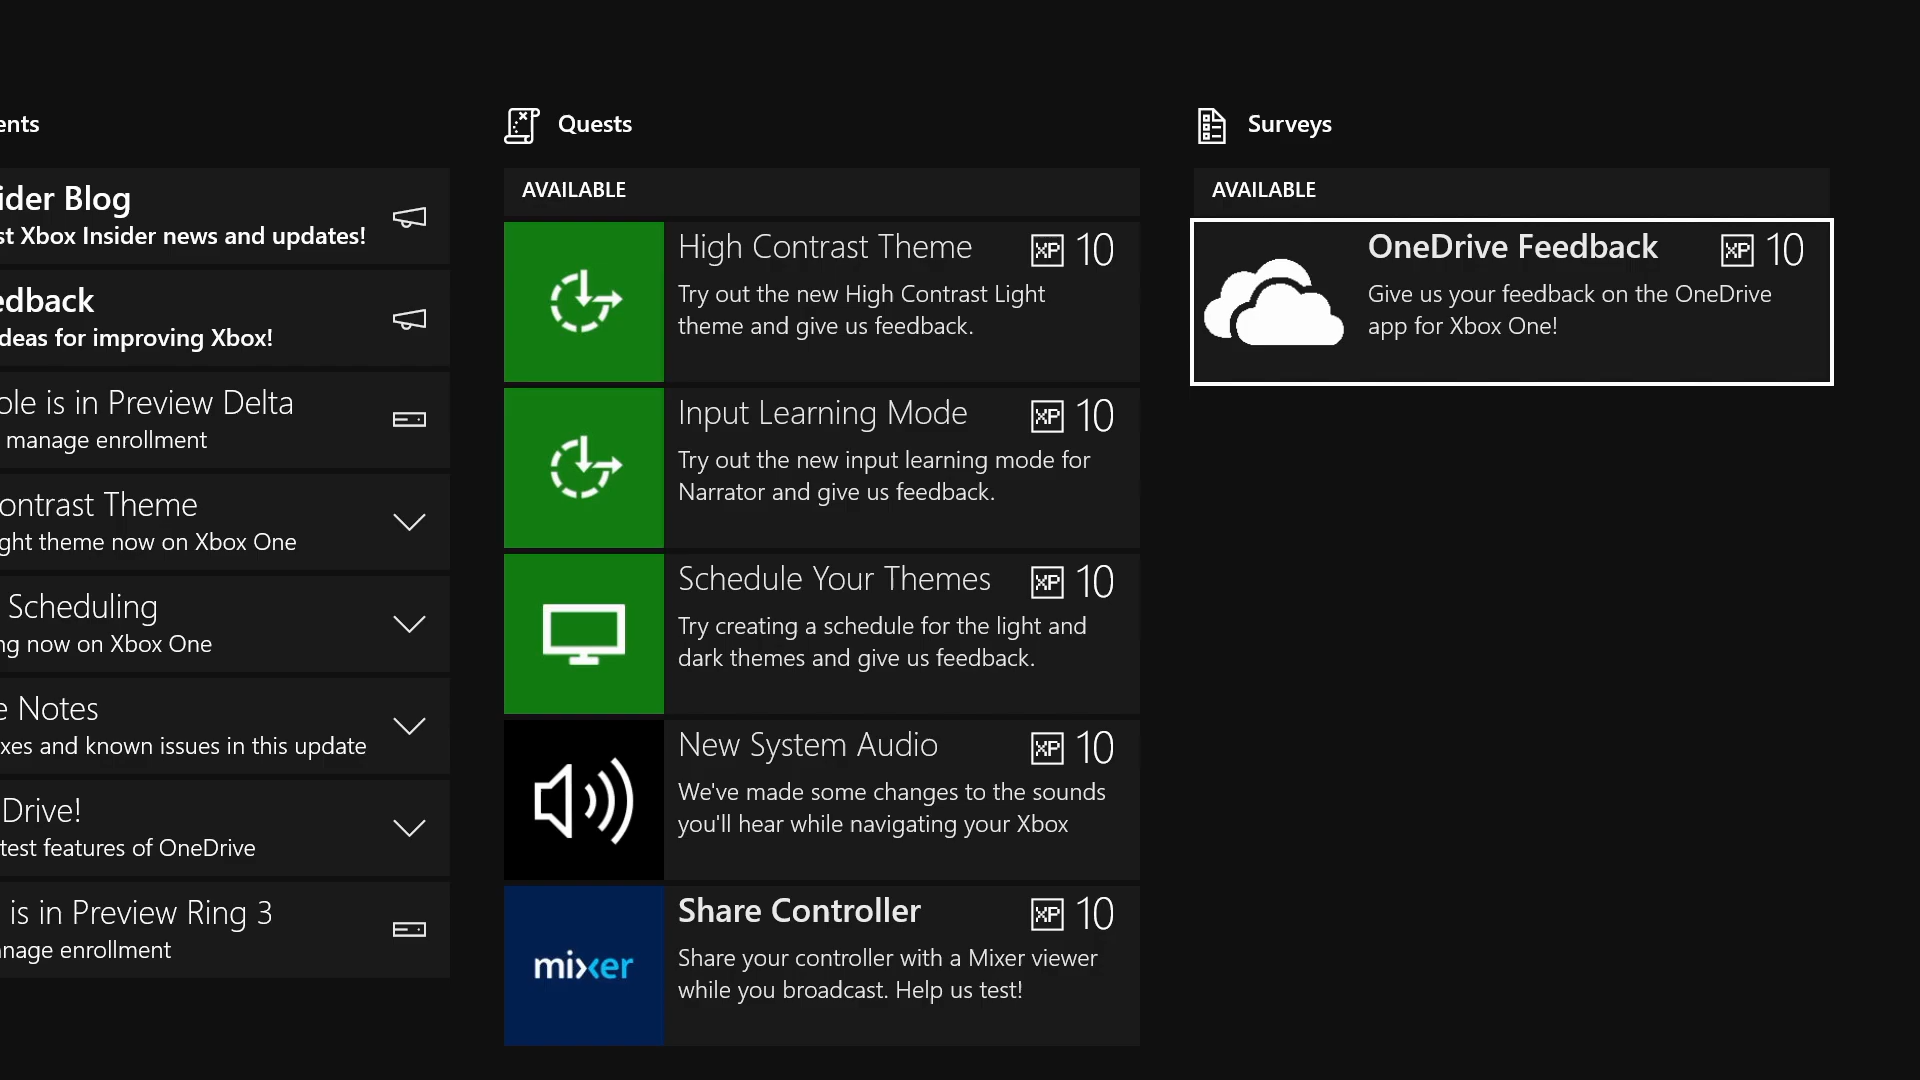 ents
ider Blog
st Xbox Insider news and updates!
edback
deas for improving Xbox!
ole is in Preview Delta
manage enrollment
ontrast Theme
ght theme now on Xbox One
Scheduling
ng now on Xbox One
e Notes
xes and known issues in this update
Drive!
test features of OneDrive
is in Preview Ring 3
nage enrollment
Quests
AVAILABLE
High Contrast Theme XP 10
Try out the new High Contrast Light
theme and give us feedback.
Input Learning Mode XP 10
Try out the new input learning mode for
Narrator and give us feedback.
Schedule Your Themes XP 10
Try creating a schedule for the light and
dark themes and give us feedback.
New System Audio XP 10
We've made some changes to the sounds
you'll hear while navigating your Xbox
mixer
Share Controller XP 10
Share your controller with a Mixer viewer
while you broadcast. Help us test!
Surveys
AVAILABLE
OneDrive Feedback XP 10
Give us your feedback on the OneDrive
app for Xbox One!